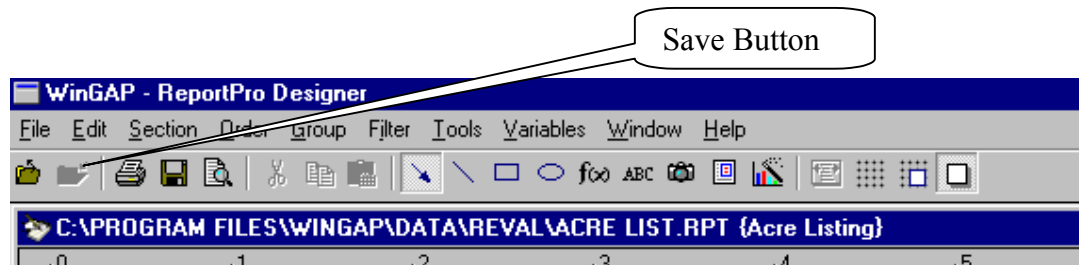 Save Button
WinGAP - ReportPro Designer
File Edit Section Order Group Filter Tools Variables Window Help
f(x) ABC
C:\PROGRAM FILES\WINGAP\DATA\REVAL\ACRE LIST.RPT {Acre Listing}
0 1 2 3 4 5